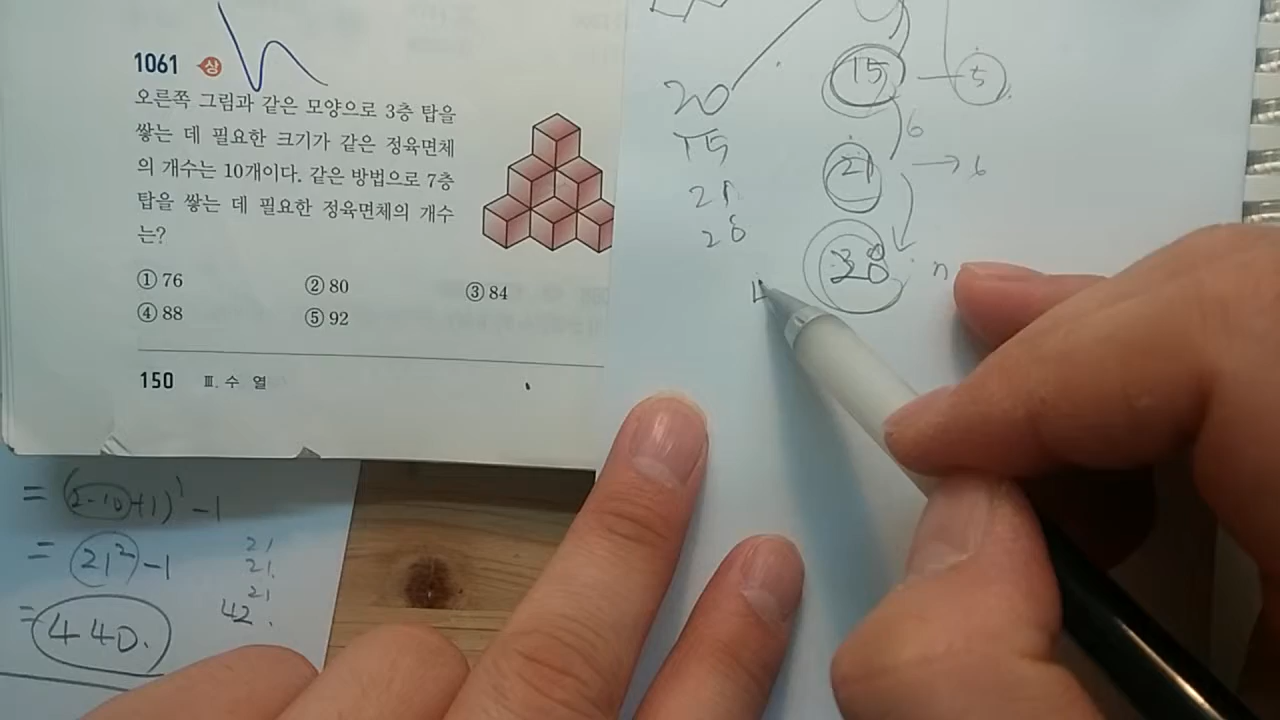 1061 상
오른쪽 그림과 같은 모양으로 3층 탑을
쌓는 데 필요한 크기가 같은 정육면체
의 개수는 10개이다. 같은 방법으로 7층
탑을 쌓는 데 필요한 정육면체의 개수
는?
① 76 ② 80 ③ 84
④ 88 ⑤ 92
150 Ⅲ. 수 열
= (2-10+1)² -1
= 21² -1
= 440.
21
21
21
42.
20
15
21
28
15 5
6
21 → 6
28 n